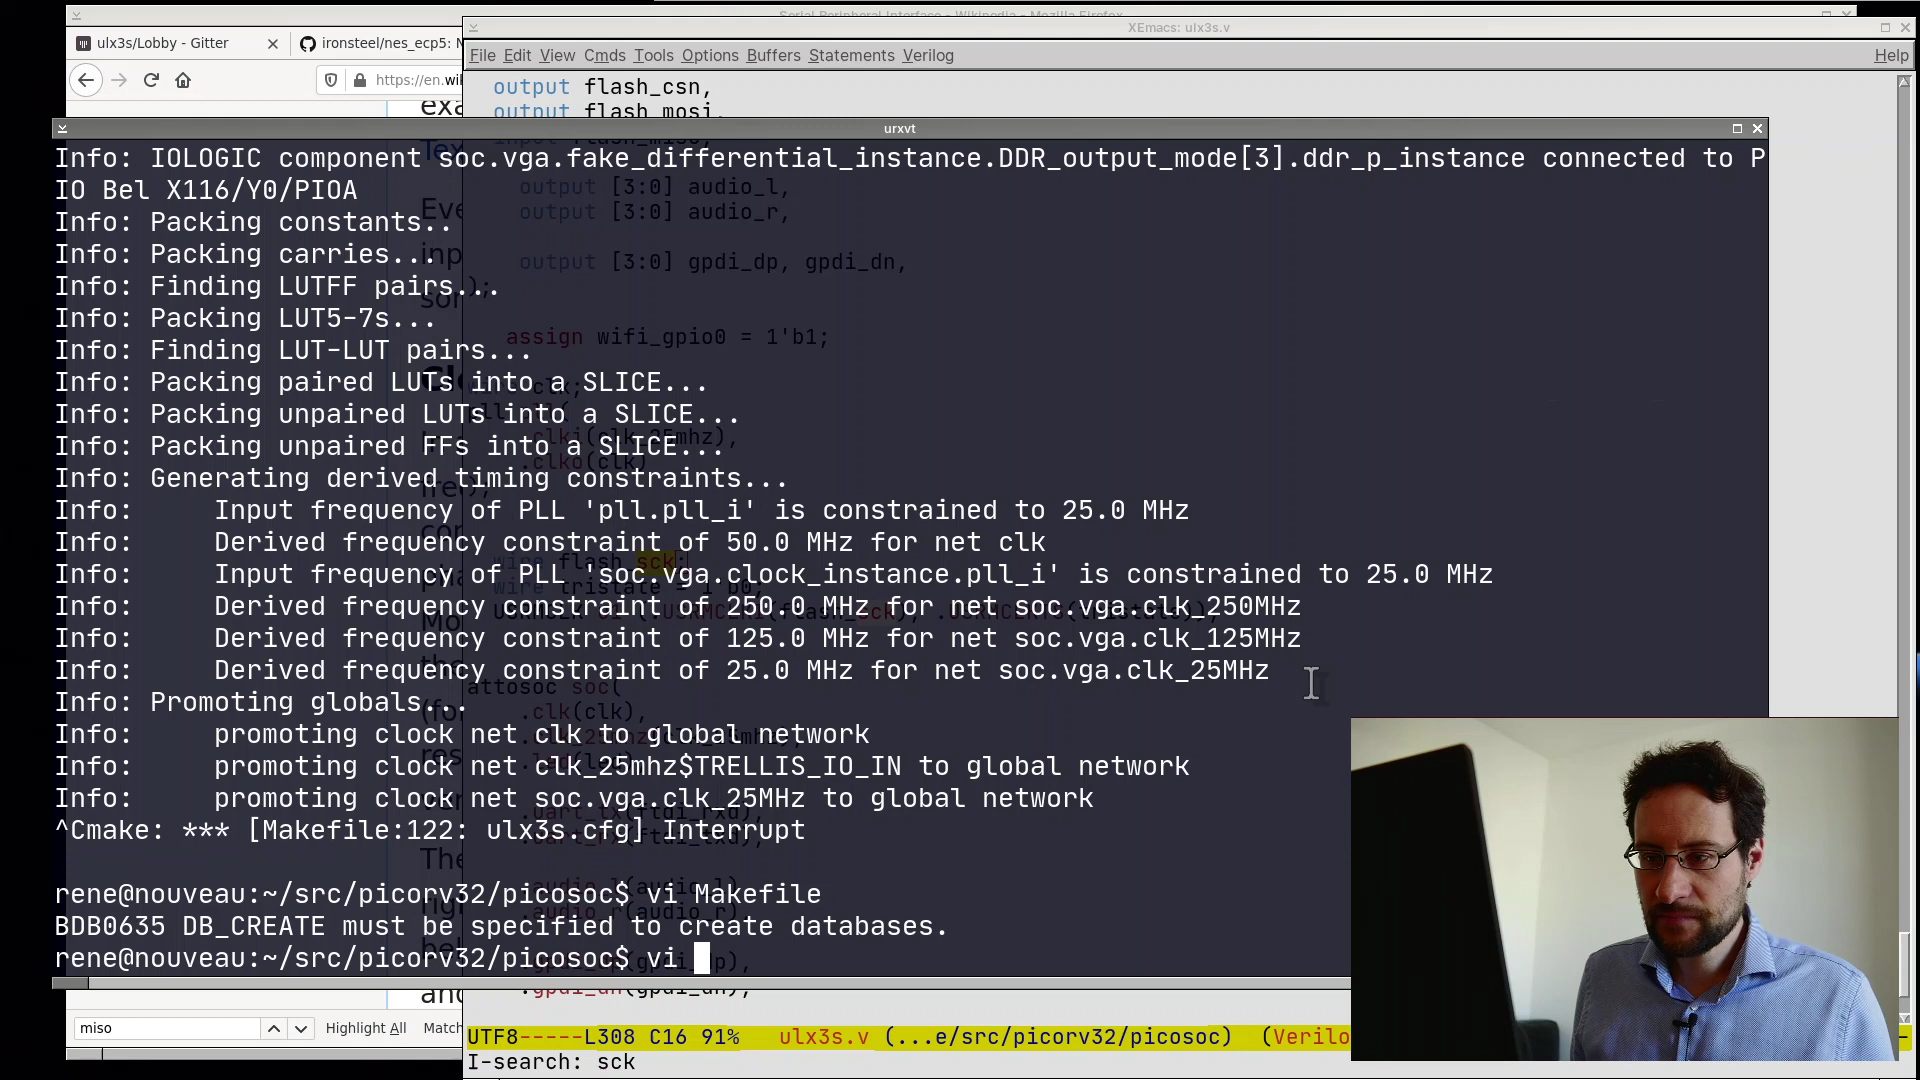 Serial Peripheral Interface - Wikipedia - Mozilla Firefox
XEmacs: ulx3s.v
ulx3s/Lobby - Gitter
ironsteel/nes_ecp5: N
File Edit View Cmds Tools Options Buffers Statements Verilog Help
https://en.wi
output flash_csn,
output flash_mosi,
urxvt
Info: IOLOGIC component soc.vga.fake_differential_instance.DDR_output_mode[3].ddr_p_instance connected to P
IO Bel X116/Y0/PIOA
output [3:0] audio_l,
output [3:0] audio_r,
Info: Packing constants..
Info: Packing carries...
output [3:0] gpdi_dp, gpdi_dn,
Info: Finding LUTFF pairs...
);
Info: Packing LUT5-7s...
assign wifi_gpio0 = 1'b1;
Info: Finding LUT-LUT pairs...
Info: Packing paired LUTs into a SLICE...
Info: Packing unpaired LUTs into a SLICE...
Info: Packing unpaired FFs into a SLICE...
Info: Generating derived timing constraints...
Info: Input frequency of PLL 'pll.pll_i' is constrained to 25.0 MHz
Info: Derived frequency constraint of 50.0 MHz for net clk
Info: Input frequency of PLL 'soc.vga.clock_instance.pll_i' is constrained to 25.0 MHz
Info: Derived frequency constraint of 250.0 MHz for net soc.vga.clk_250MHz
Info: Derived frequency constraint of 125.0 MHz for net soc.vga.clk_125MHz
Info: Derived frequency constraint of 25.0 MHz for net soc.vga.clk_25MHz
attosoc soc(
Info: Promoting globals...
.clk(clk),
Info: promoting clock net clk to global network
Info: promoting clock net clk_25mhz$TRELLIS_IO_IN to global network
Info: promoting clock net soc.vga.clk_25MHz to global network
^Cmake: *** [Makefile:122: ulx3s.cfg] Interrupt
rene@nouveau:~/src/picorv32/picosoc$ vi Makefile
BDB0635 DB_CREATE must be specified to create databases.
rene@nouveau:~/src/picorv32/picosoc$ vi
.gpdi_dn(gpdi_dn),
miso
Highlight All
Match
UTF8-----L308 C16 91% ulx3s.v (...e/src/picorv32/picosoc) (Verilo
I-search: sck